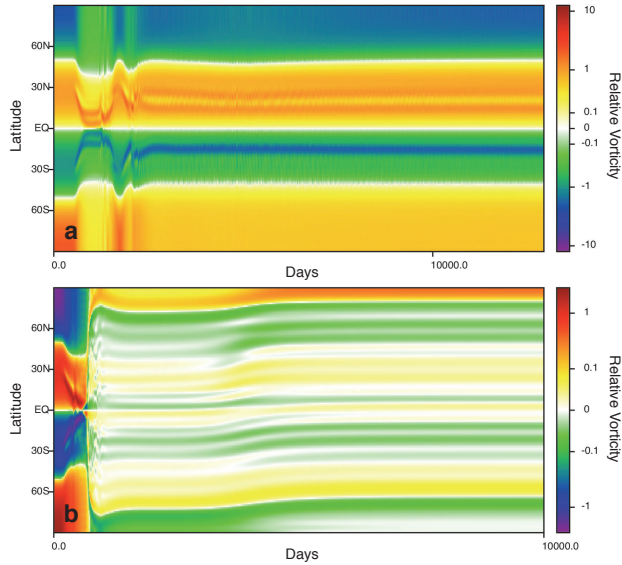 10
60N
1
30N
0.1
EQ
0
-0.1
30S
-1
60S
a
-10
0.0
10000.0
Latitude
Days
Relative Vorticity
1
60N
30N
0.1
EQ
0
30S
-0.1
60S
-1
b
0.0
10000.0
Latitude
Days
Relative Vorticity